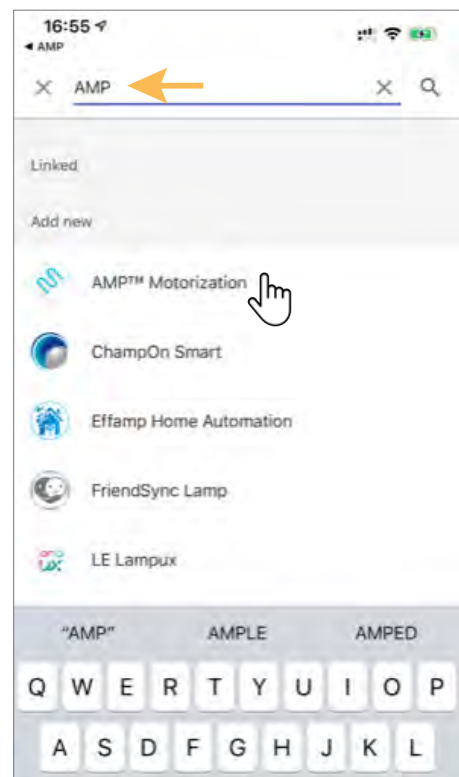 16:55
AMP
AMP
Linked
Add new
AMP™ Motorization
ChampOn Smart
Effamp Home Automation
FriendSync Lamp
LE Lampux
"AMP" AMPLE AMPED
Q W E R T Y U I O P
A S D F G H J K L